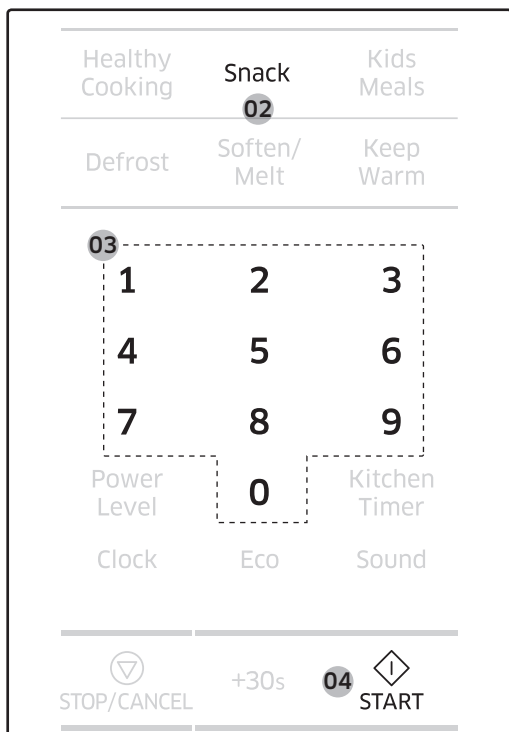 Healthy Cooking
Snack
Kids Meals
02
Defrost
Soften/ Melt
Keep Warm
03
1 2 3
4 5 6
7 8 9
Power Level
0
Kitchen Timer
Clock Eco Sound
STOP/CANCEL
+30s
04
START